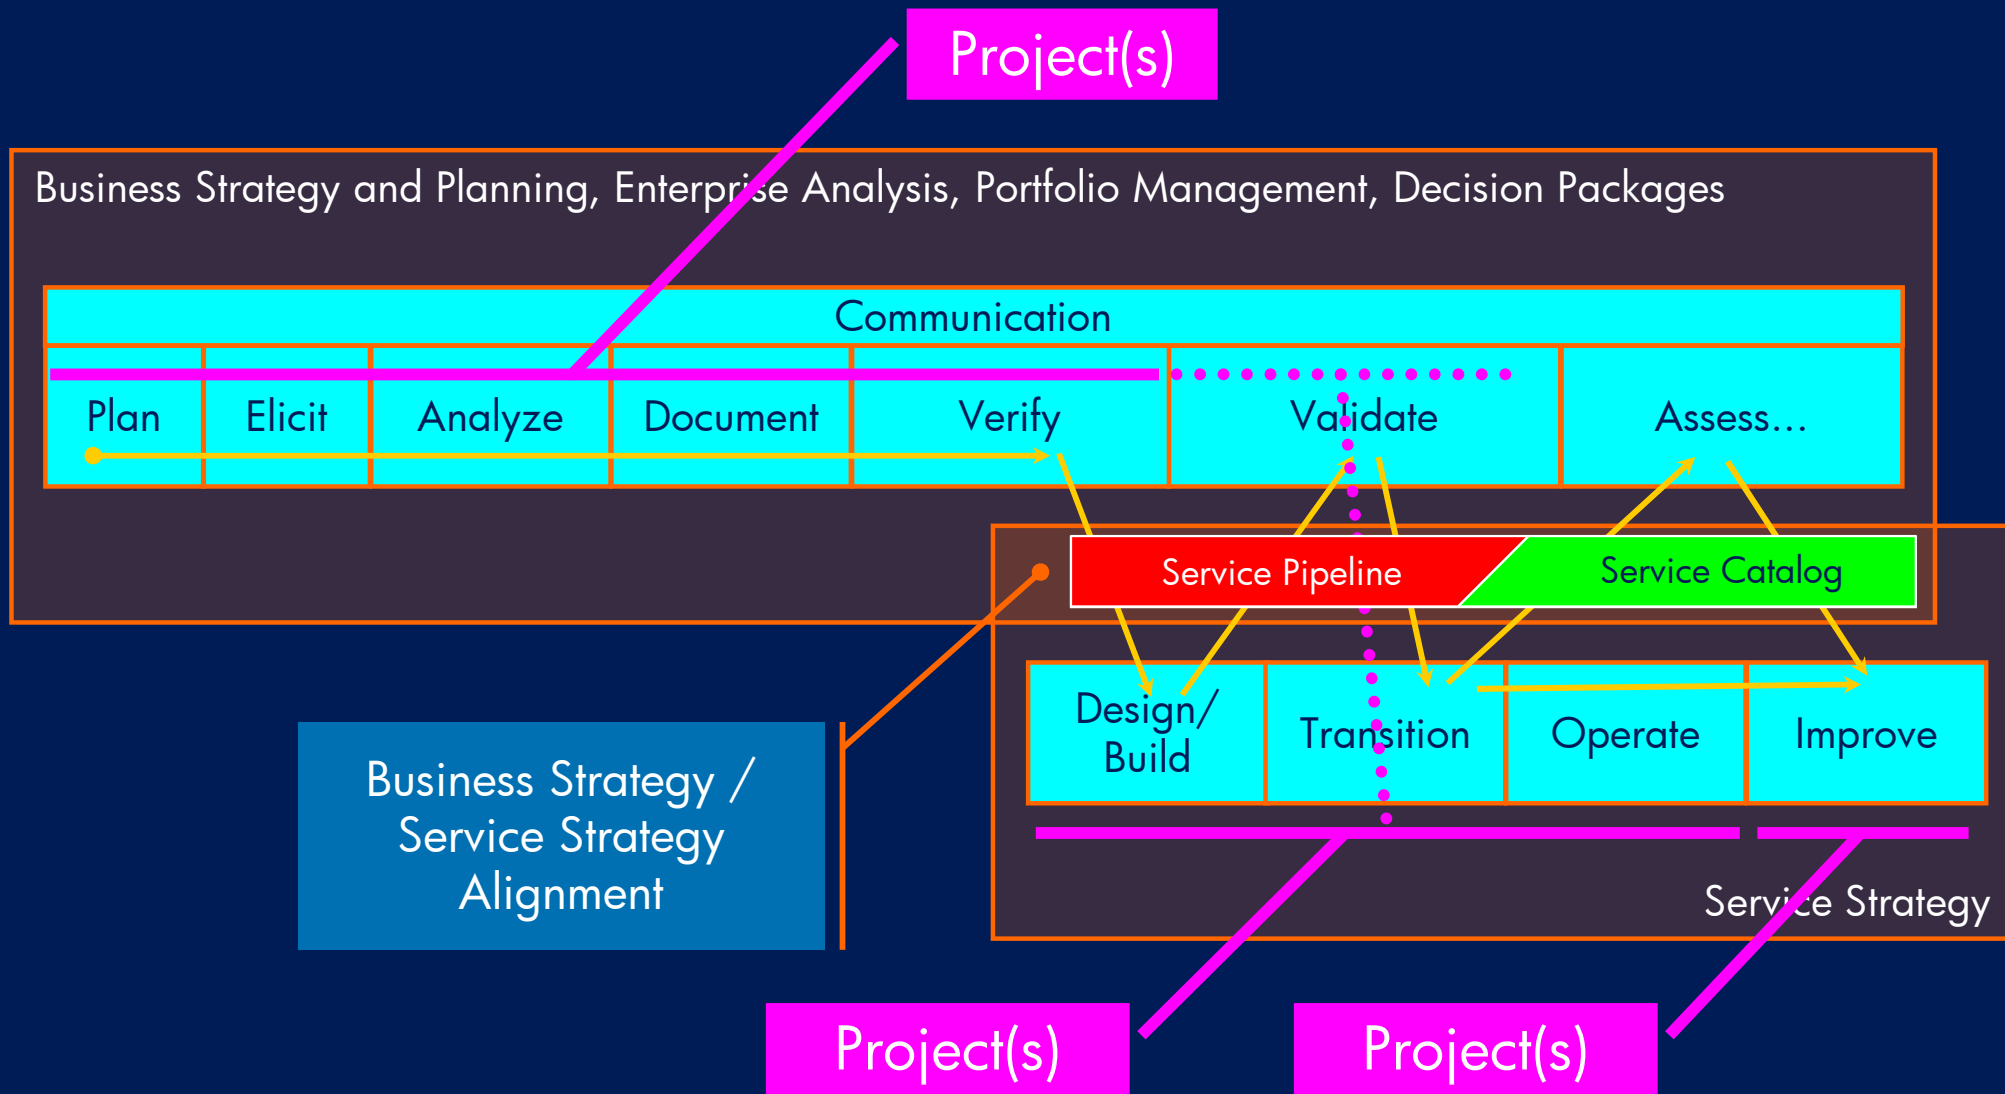 Project(s)
Business Strategy and Planning, Enterprise Analysis, Portfolio Management, Decision Packages
Communication
Plan
Elicit
Analyze
Document
Verify
Validate
Assess...
Service Pipeline
Service Catalog
Design/
Build
Transition
Operate
Improve
Business Strategy /
Service Strategy
Alignment
Service Strategy
Project(s)
Project(s)